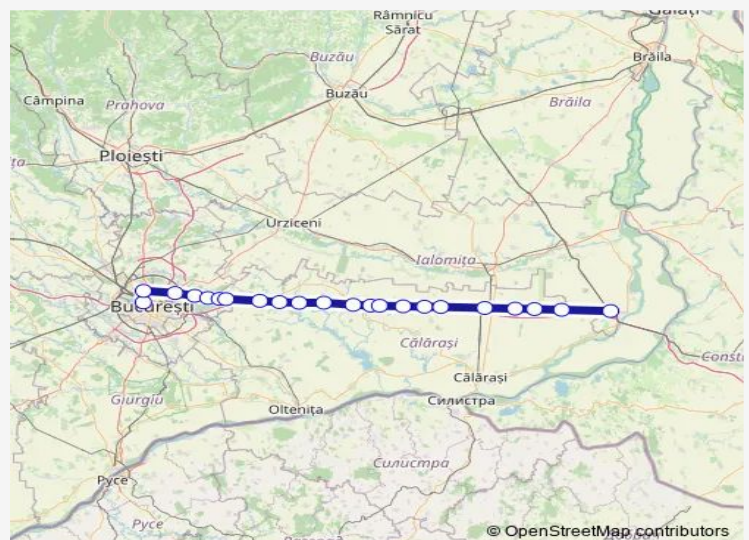 Râmnicu
Sărat
Galați
Brăila
Buzău
Câmpina
Prahova
Buzău
Brăila
Ploiești
Urziceni
Ialomița
București
Călărași
Constan
Giurgiu
Călărași
Oltenița
Силистра
Силистра
Русе
Русе
© OpenStreetMap contributors